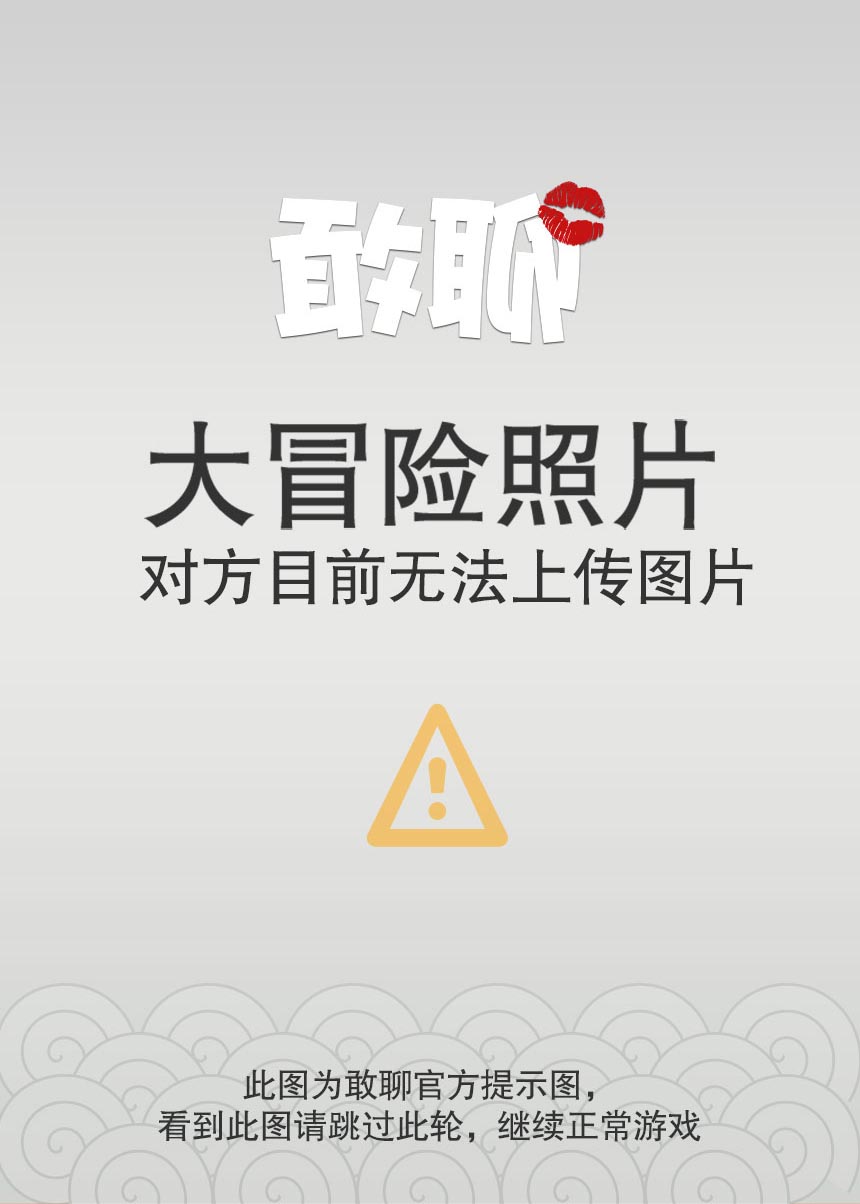 敢聊
大冒险照片
对方目前无法上传图片
此图为敢聊官方提示图，
看到此图请跳过此轮，继续正常游戏